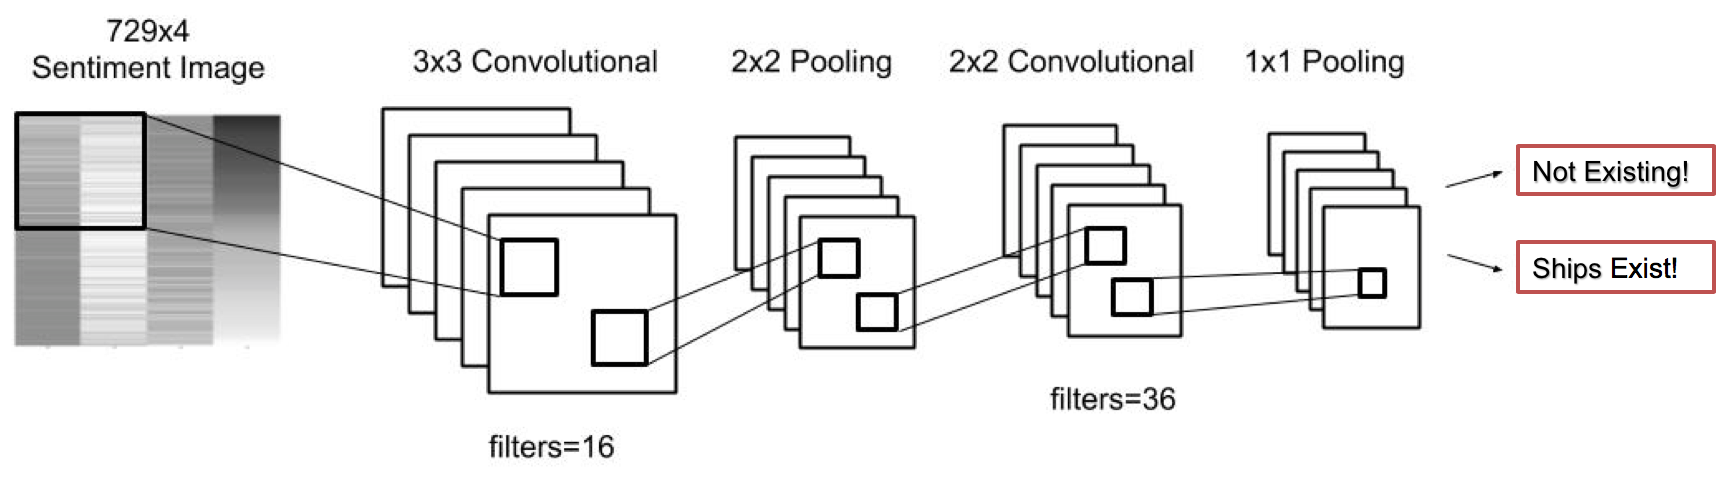 729x4
Sentiment Image
3x3 Convolutional
2x2 Pooling
2x2 Convolutional
1x1 Pooling
Not Existing!
Ships Exist!
filters=16
filters=36